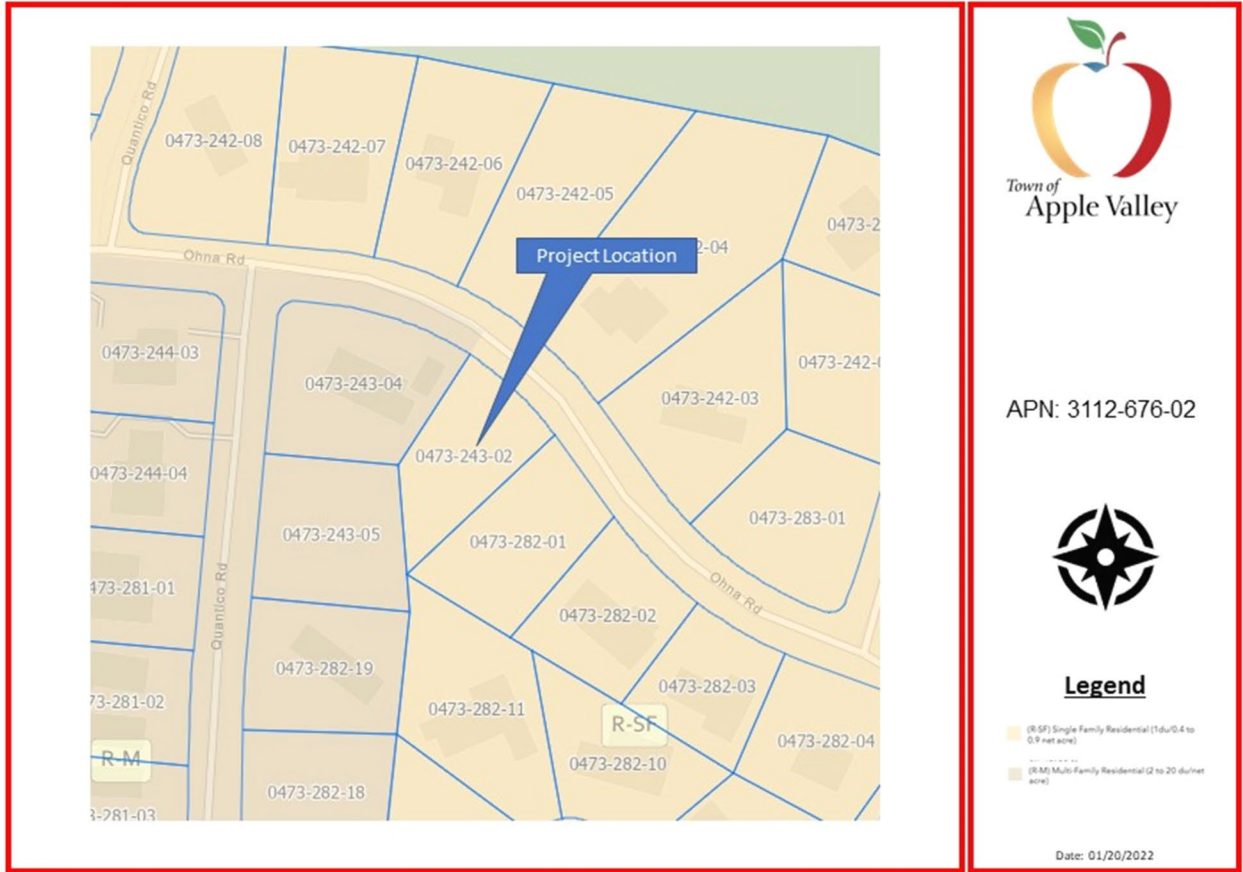 Quantico Rd
0473-242-08
0473-242-07
0473-242-06
0473-242-05
0473-2
2-04
Ohna Rd
Project Location
0473-244-03
0473-243-04
0473-242-0
0473-242-03
0473-243-02
0473-244-04
0473-243-05
0473-282-01
0473-283-01
Ohna Rd
473-281-01
Quantico Rd
0473-282-02
0473-282-19
0473-282-03
73-281-02
0473-282-11
R-SF
0473-282-04
R-M
0473-282-10
0473-282-18
3-281-03
Town of
Apple Valley
APN: 3112-676-02
Legend
(R-SF) Single Family Residential (1du/0.4 to
0.9 net acre)
(R-M) Multi-Family Residential (2 to 20 du/net
acre)
Date: 01/20/2022